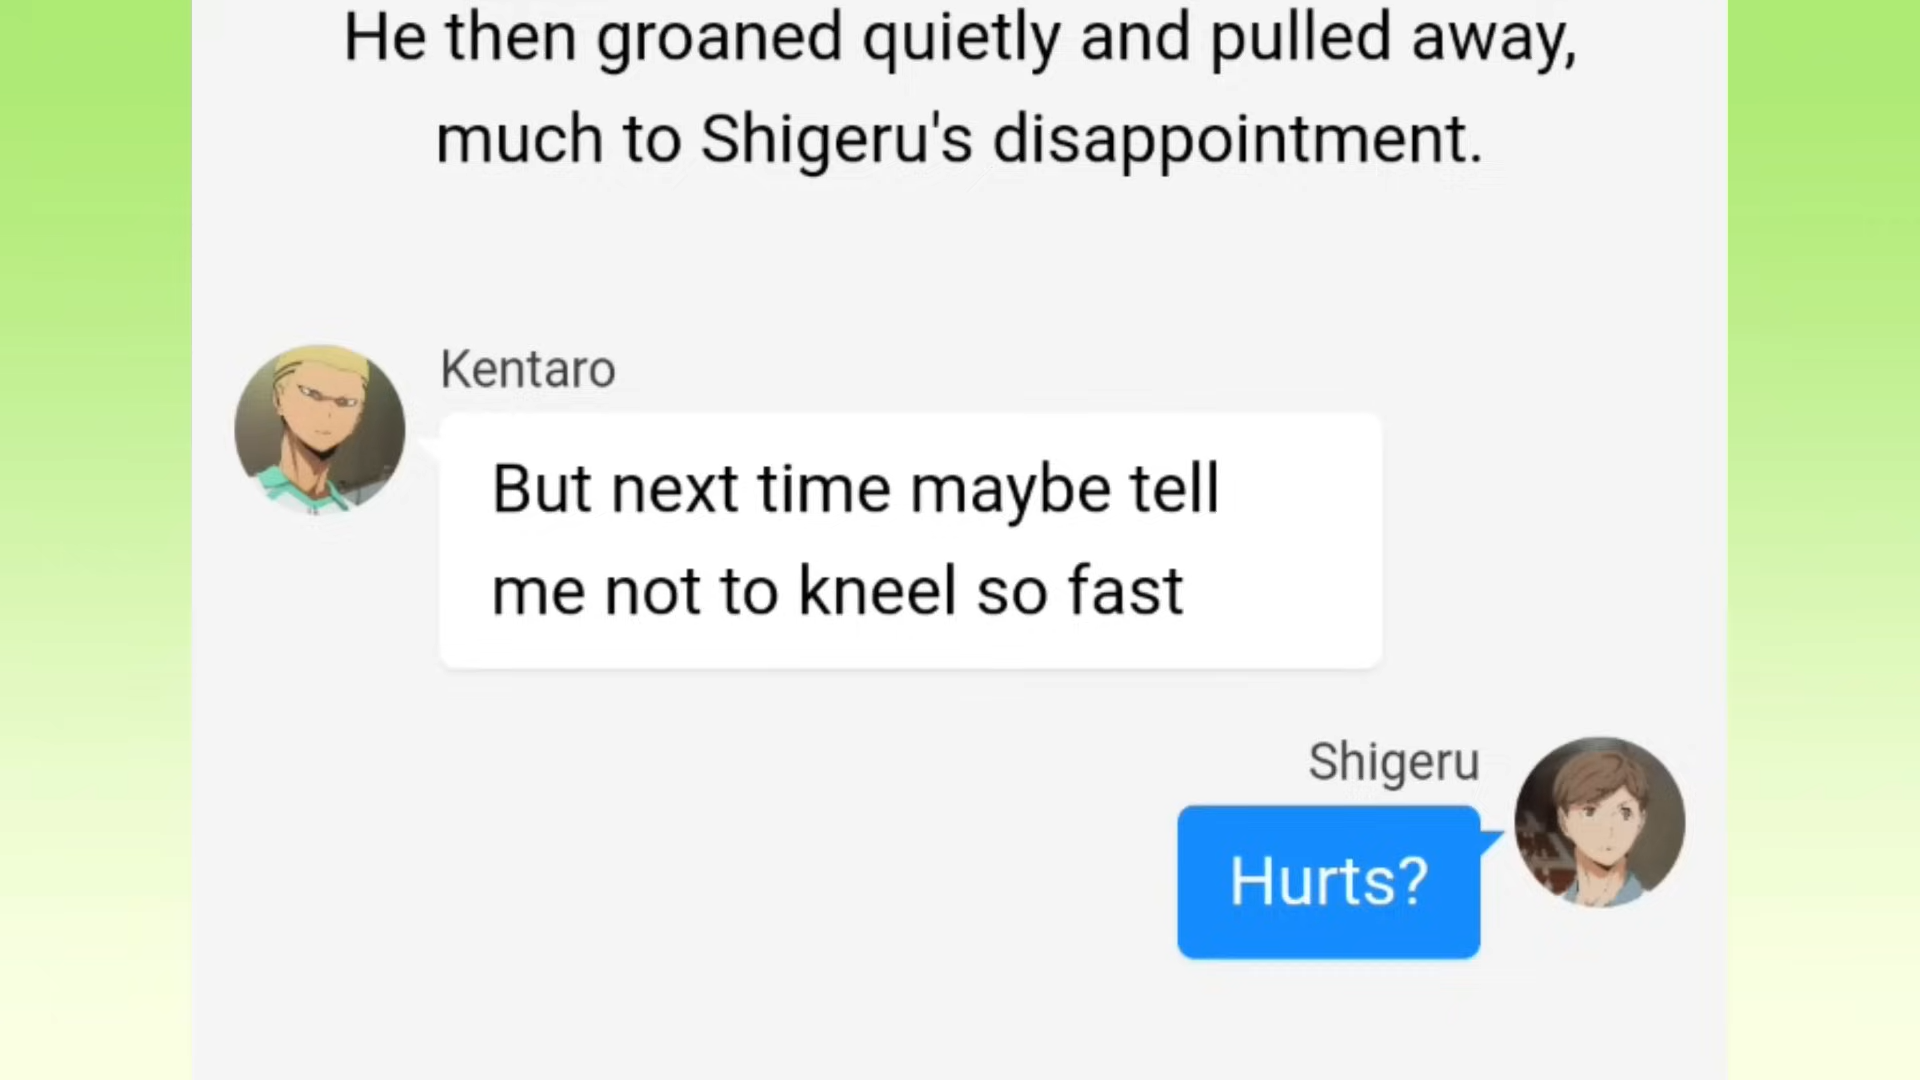 He then groaned quietly and pulled away,
much to Shigeru's disappointment.
Kentaro
But next time maybe tell
me not to kneel so fast
Shigeru
Hurts?